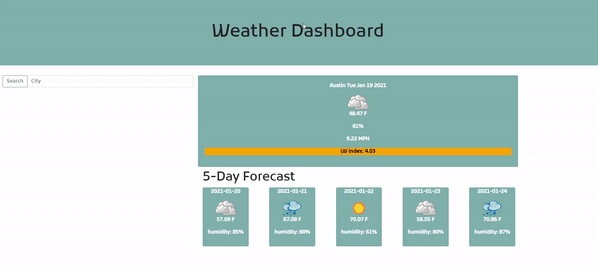 Weather Dashboard
Search City
Austin Tue Jan 19 2021
48.47 F
81%
9.22 MPH
UV Index: 4.03
5-Day Forecast
2021-01-20 2021-01-21 2021-01-22 2021-01-23 2021-01-24
57.09 F 67.08 F 70.07 F 58.55 F 70.86 F
humidity: 85% humidity: 88% humidity: 61% humidity: 80% humidity: 87%